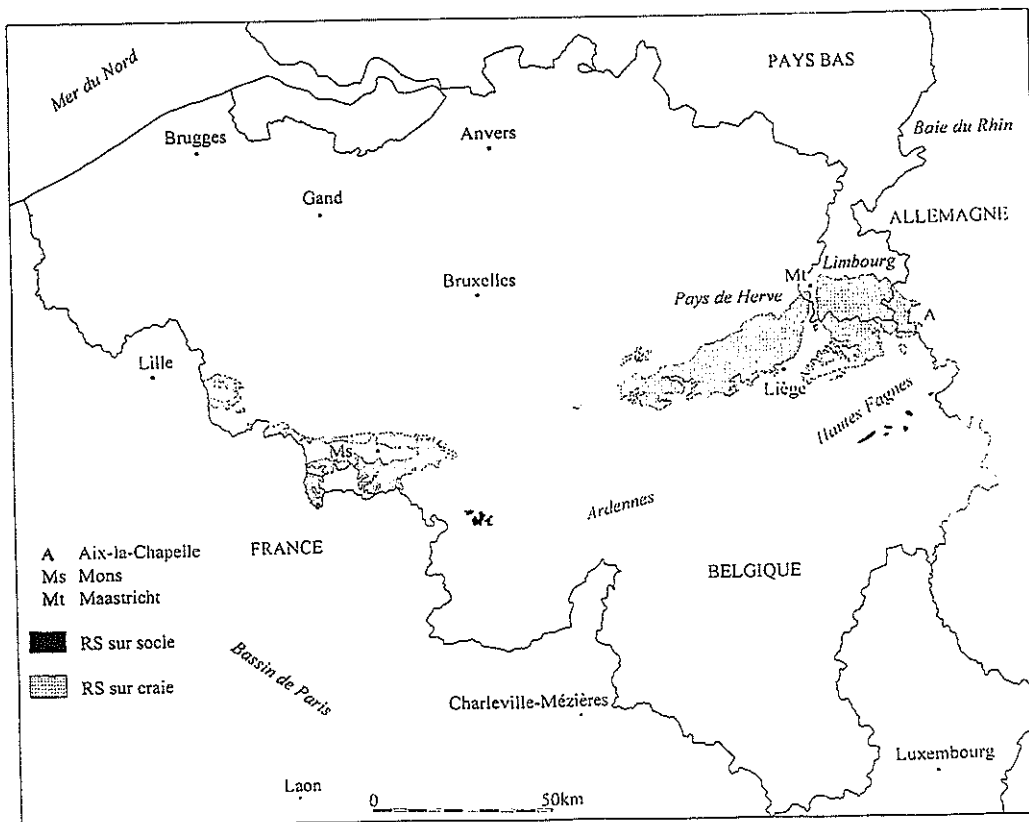 Mer du Nord
PAYS BAS
Brugges
Anvers
Baie du Rhin
Gand
ALLEMAGNE
Limbourg
Mt
Bruxelles
Pays de Herve
A
Lille
Liège
Hautes Fagnes
Ms
Ardennes
FRANCE
BELGIQUE
A Aix-la-Chapelle
Ms Mons
Mt Maastricht
RS sur socle
RS sur craie
Bassin de Paris
Charleville-Mézières
Luxembourg
Laon
0 50km